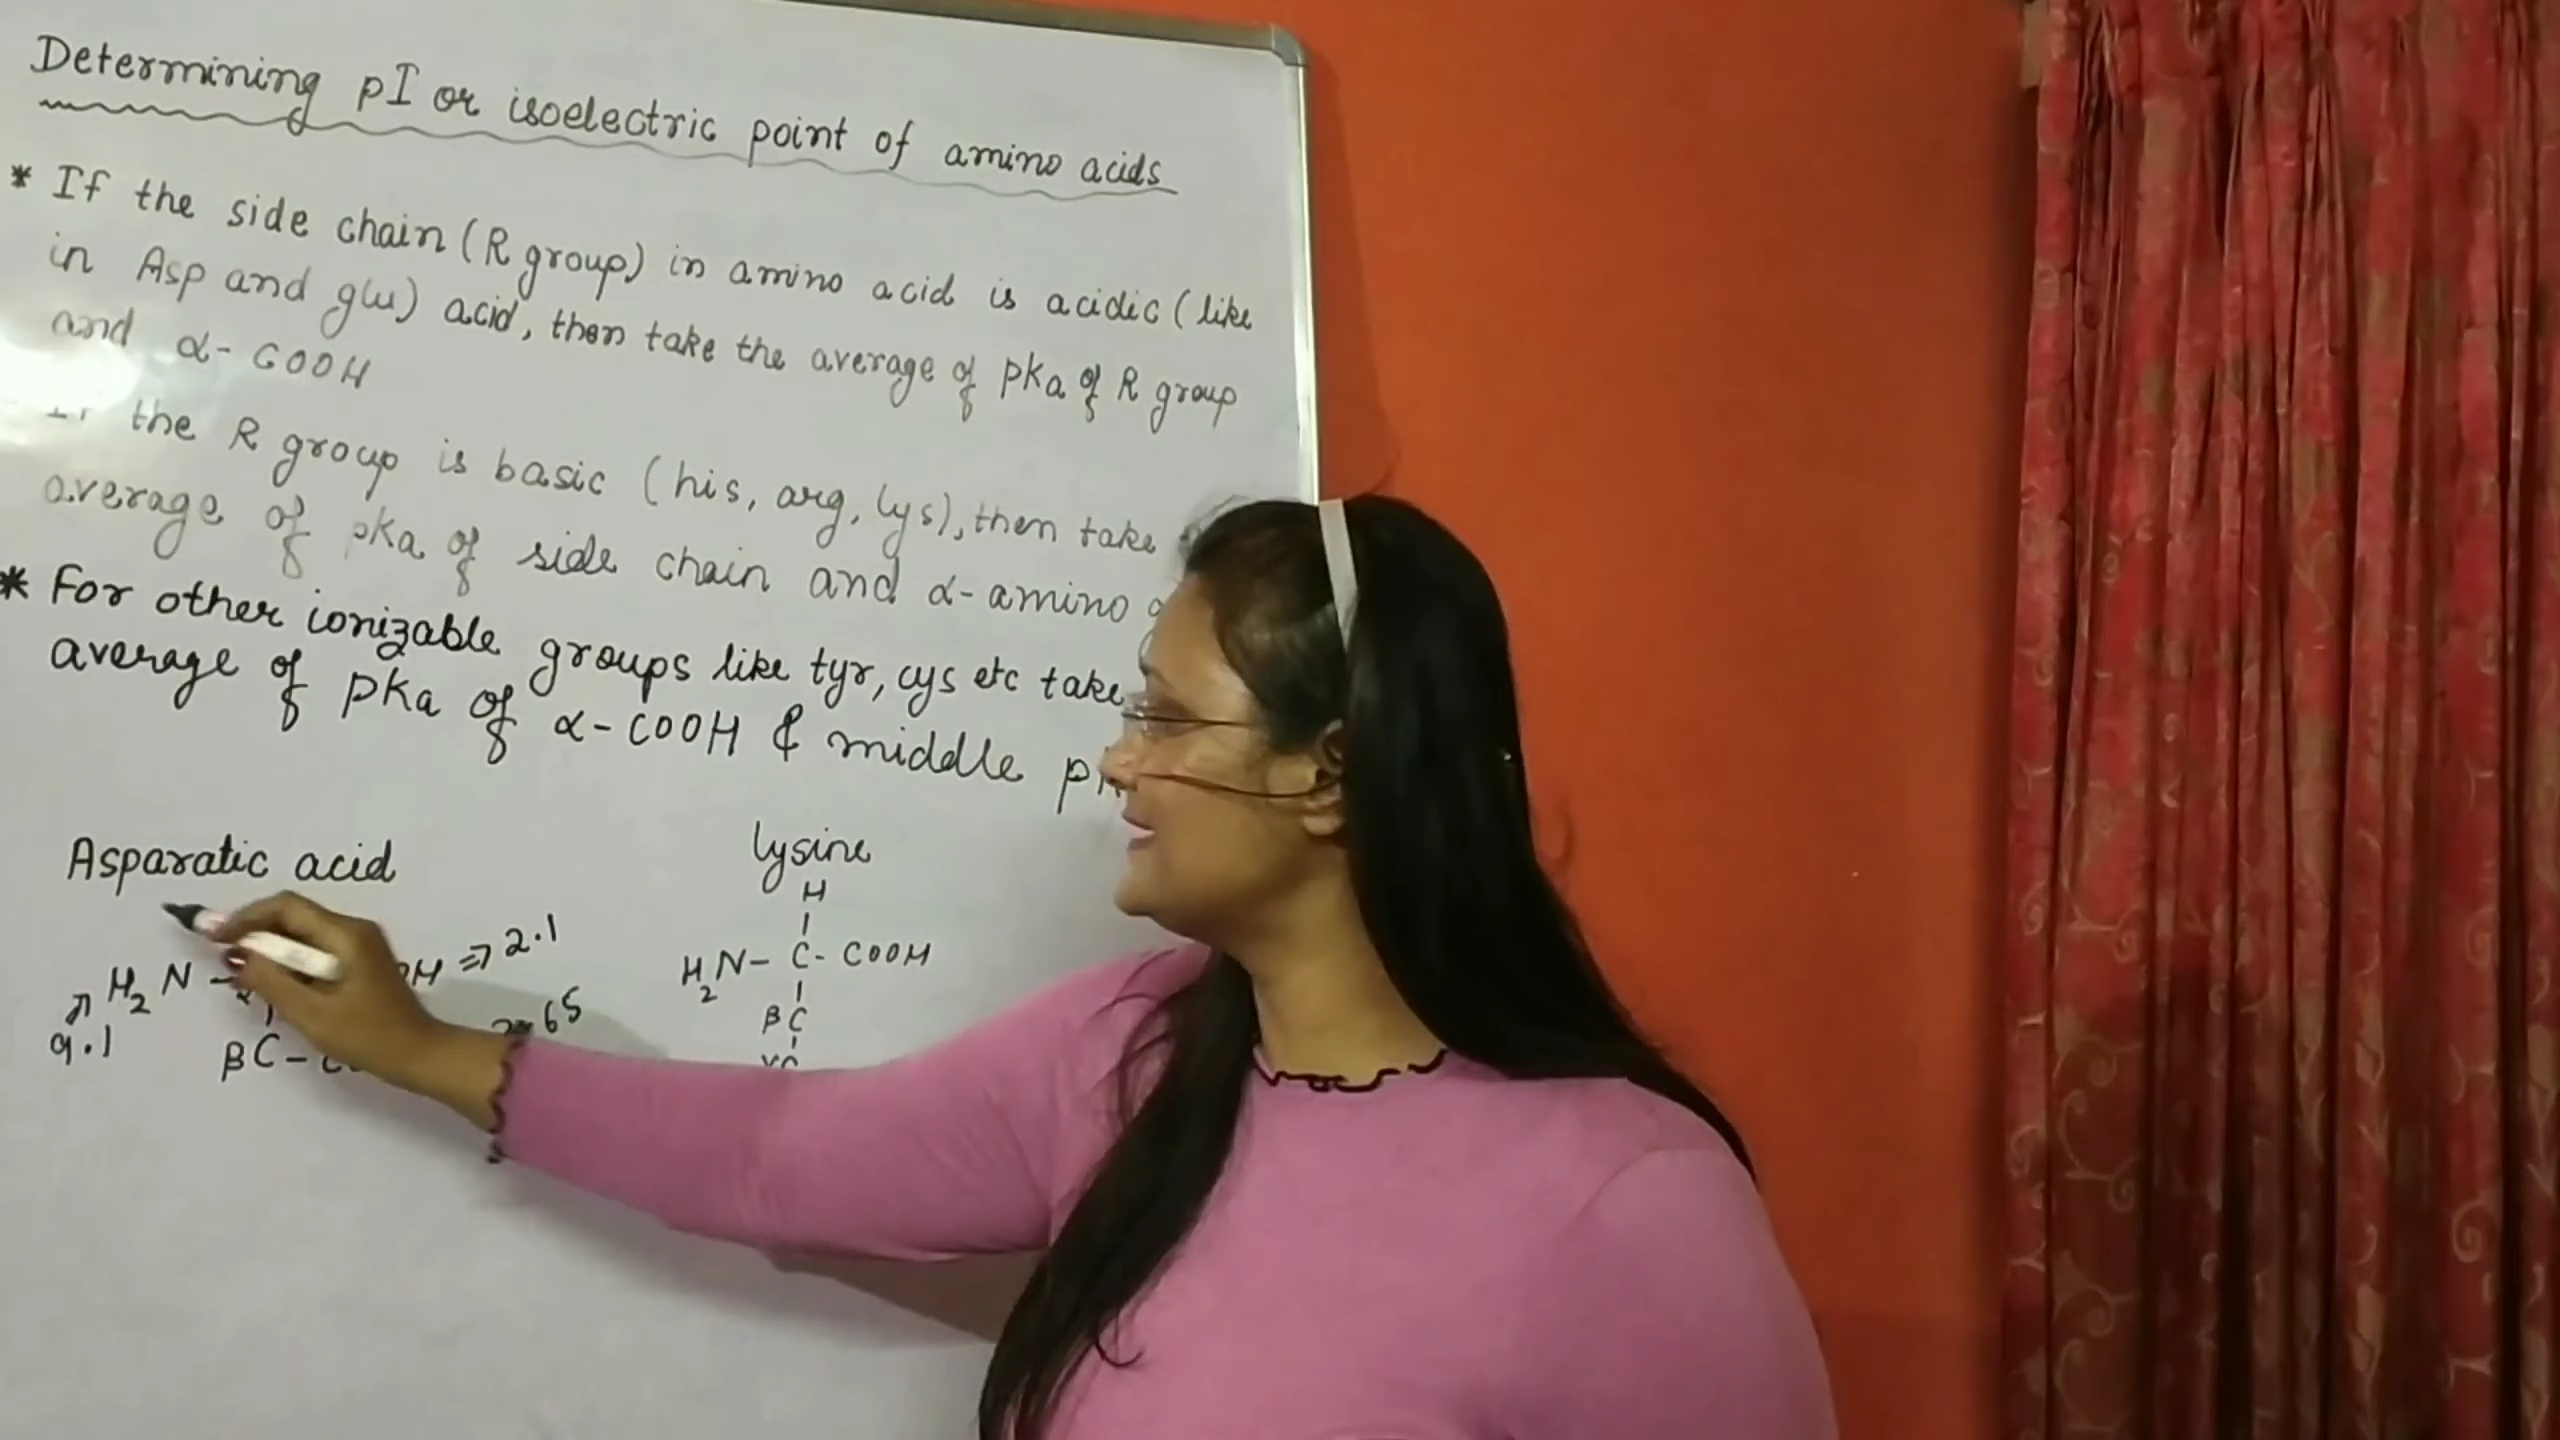 Determining pI or isoelectric point of amino acids
* If the side chain (R group) in amino acid is acidic (like
in Asp and glu) acid, then take the average of pKa of R group
and α-COOH
the R group is basic (his, arg, lys), then take
average of pKa of side chain and α-amino
* For other ionizable groups like tyr, cys etc take
average of pKa of α-COOH & middle
Asparatic acid
lysine
H
⇒ 2.1
H2N - C - COOH
H2N -
9.1
βC -
βC